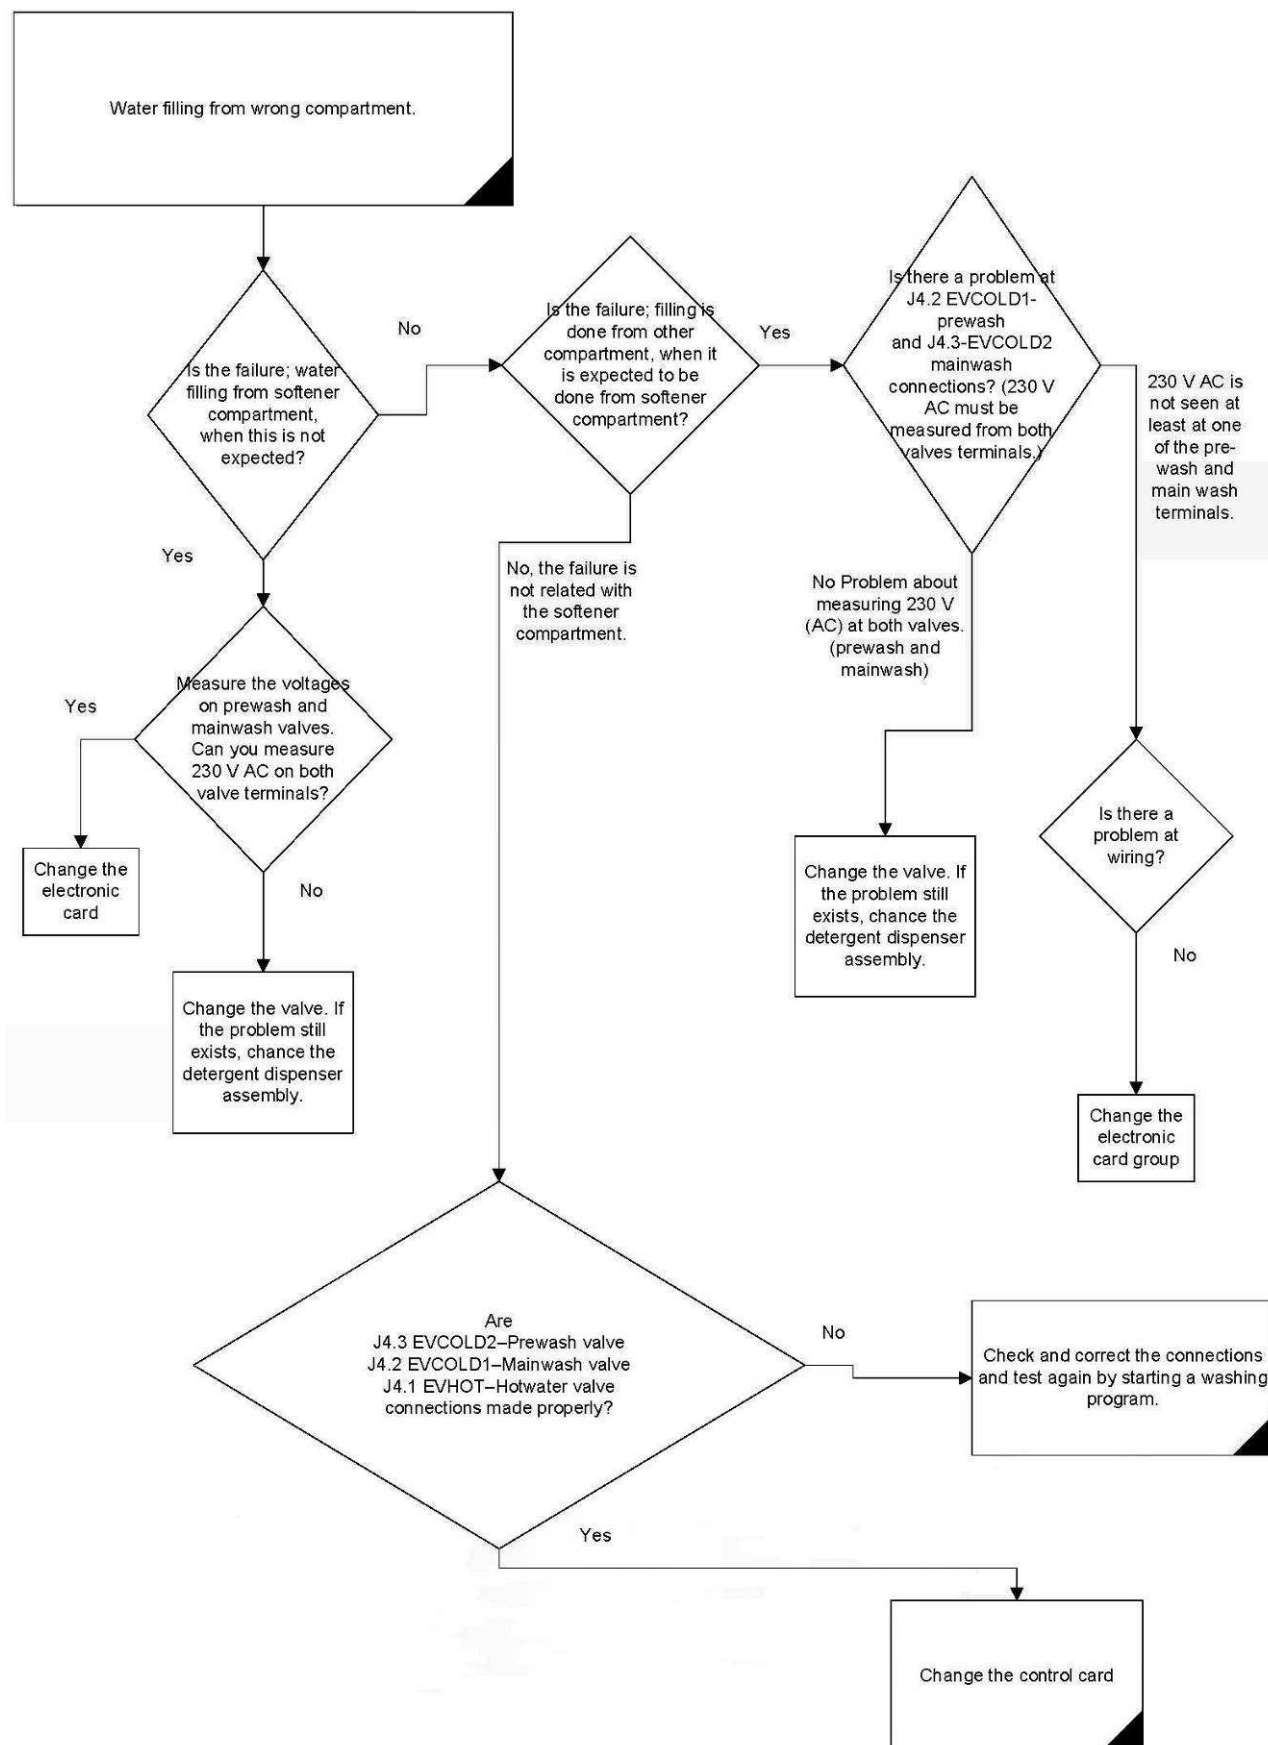 Water filling from wrong compartment.
Is the failure; water
filling from softener
compartment,
when this is not
expected?
No
Yes
Is the failure; filling is
done from other
compartment, when it
is expected to be
done from softener
compartment?
Yes
No, the failure is
not related with
the softener
compartment.
Is there a problem at
J4.2 EVCOLD1-
prewash
and J4.3-EVCOLD2
mainwash
connections? (230 V
AC must be
measured from both
valves terminals.)
230 V AC is
not seen at
least at one
of the pre-
wash and
main wash
terminals.
No Problem about
measuring 230 V
(AC) at both valves.
(prewash and
mainwash)
Measure the voltages
on prewash and
mainwash valves.
Can you measure
230 V AC on both
valve terminals?
Yes
No
Change the
electronic
card
Change the valve. If
the problem still
exists, chance the
detergent dispenser
assembly.
Change the valve. If
the problem still
exists, chance the
detergent dispenser
assembly.
Is there a
problem at
wiring?
No
Change the
electronic
card group
Are
J4.3 EVCOLD2–Prewash valve
J4.2 EVCOLD1–Mainwash valve
J4.1 EVHOT–Hotwater valve
connections made properly?
No
Check and correct the connections
and test again by starting a washing
program.
Yes
Change the control card